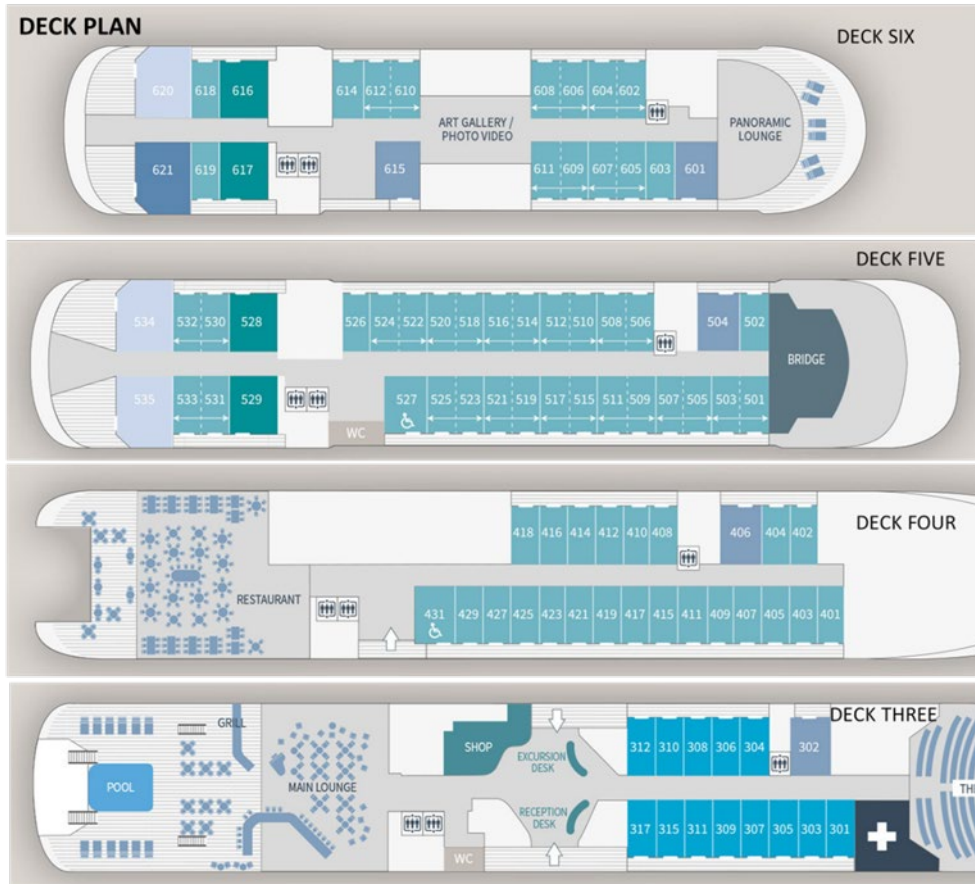 DECK PLAN
DECK SIX
620 618 616 614 612 610 608 606 604 602
ART GALLERY /
PHOTO VIDEO
PANORAMIC
LOUNGE
621 619 617 615 611 609 607 605 603 601
DECK FIVE
534 532 530 528 526 524 522 520 518 516 514 512 510 508 506 504 502
BRIDGE
535 533 531 529 527 525 523 521 519 517 515 511 509 507 505 503 501
WC
DECK FOUR
418 416 414 412 410 408 406 404 402
RESTAURANT
431 429 427 425 423 421 419 417 415 411 409 407 405 403 401
DECK THREE
GRILL
SHOP
EXCURSION
DESK
312 310 308 306 304 302
POOL
MAIN LOUNGE
THE
RECEPTION
DESK
317 315 311 309 307 305 303 301
WC